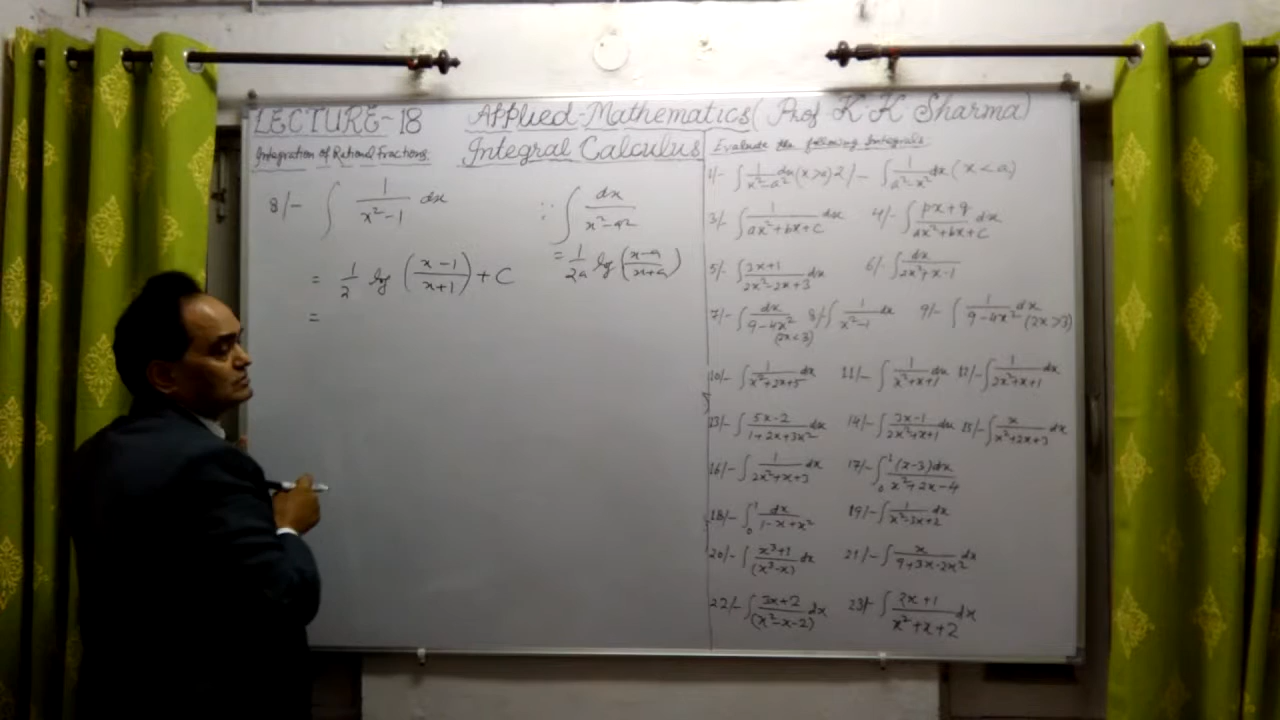 LECTURE-18 Applied-Mathematics (Prof K K Sharma)
Integration of Rational Fractions Integral Calculus
8/- ∫ 1/(x²-1) dx
= 1/2 log ((x-1)/(x+1)) + C
=
∵ ∫ dx/(x²-a²)
= 1/2a log ((x-a)/(x+a))
Evaluate the following Integrals
1/- ∫ 1/(x²-a²) dx (x>a) 2/- ∫ 1/(a²-x²) dx (x<a)
3/- ∫ 1/(ax²+bx+c) dx 4/- ∫ (px+q)/(ax²+bx+c) dx
5/- ∫ (3x+1)/(2x²-2x+3) dx 6/- ∫ dx/(2x²+x-1)
7/- ∫ dx/(9-4x²) (2x<3) 8/- ∫ 1/(x²-1) dx 9/- ∫ 1/(9-4x²) dx (2x>3)
10/- ∫ 1/(x²+2x+5) dx 11/- ∫ 1/(x²+x+1) dx 12/- ∫ 1/(2x²+x+1) dx
13/- ∫ (5x-2)/(1+2x+3x²) dx 14/- ∫ (3x-1)/(2x²+x+1) dx 15/- ∫ x/(x²+2x+3) dx
16/- ∫ 1/(2x²+x+3) dx 17/- ∫₀¹ (x-3)dx/(x²+2x-4)
18/- ∫₀¹ dx/(1-x+x²) 19/- ∫ 1/(x²-3x+2) dx
20/- ∫ (x³+1)/(x³-x) dx 21/- ∫ x/(9+3x-2x²) dx
22/- ∫ (3x+2)/(x²-x-2) dx 23/- ∫ (2x+1)/(x²+x+2) dx